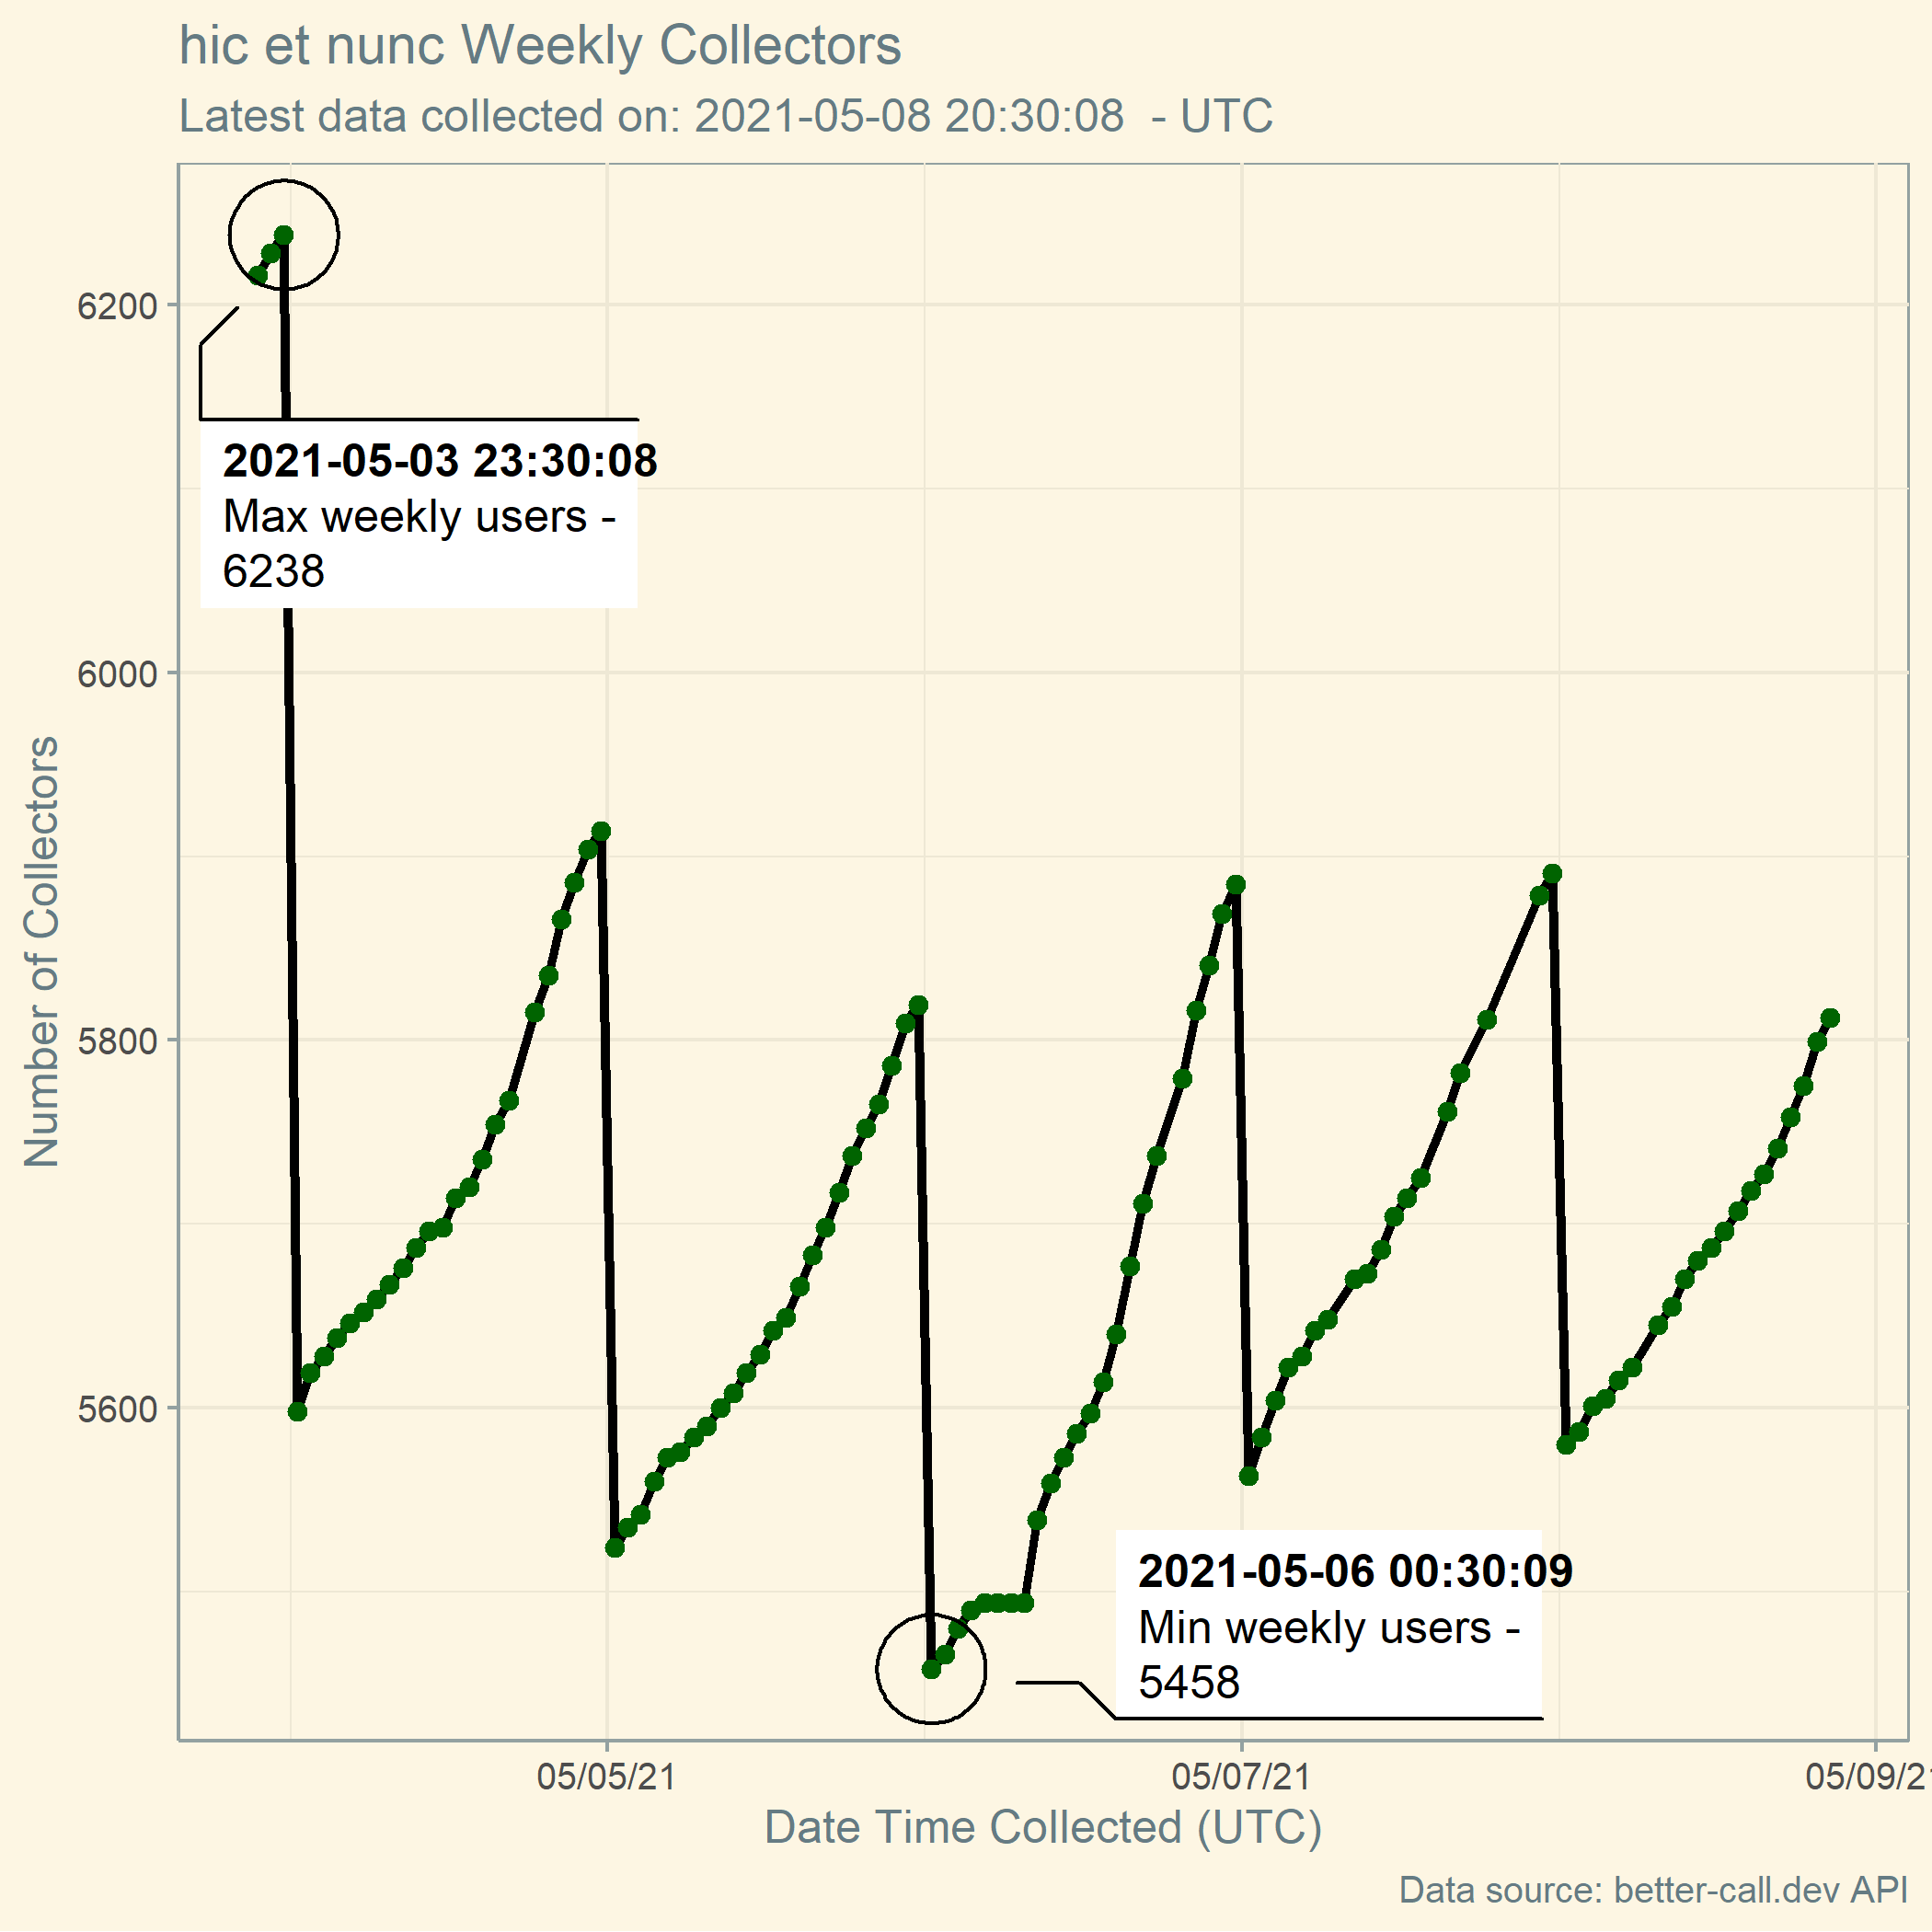 hic et nunc Weekly Collectors
Latest data collected on: 2021-05-08 20:30:08  - UTC
6200
6000
5800
5600
Number of Collectors
2021-05-03 23:30:08
Max weekly users -
6238
2021-05-06 00:30:09
Min weekly users -
5458
05/05/21
05/07/21
05/09/21
Date Time Collected (UTC)
Data source: better-call.dev API